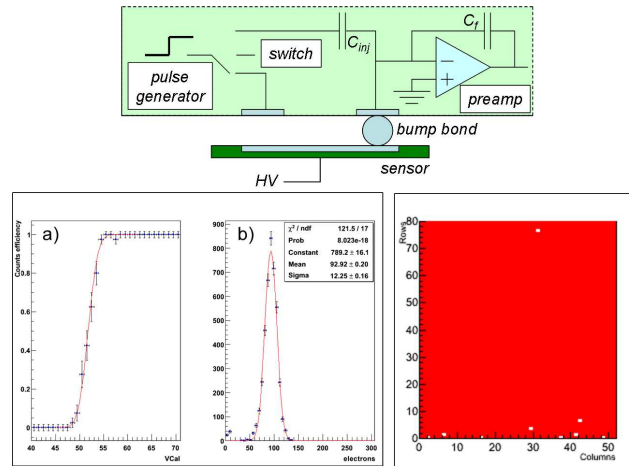 C_inj
C_f
switch
pulse
generator
preamp
bump bond
sensor
HV
a)
Counts efficiency
1
0.8
0.6
0.4
0.2
0
40 45 50 55 60 65 70
VCal
b)
χ² / ndf 121.5 / 17
Prob 8.023e-18
Constant 789.2 ± 16.1
Mean 92.92 ± 0.20
Sigma 12.25 ± 0.16
900
800
700
600
500
400
300
200
100
0
0 50 100 150 200 250 300
electrons
Rows
80
70
60
50
40
30
20
10
0
0 10 20 30 40 50
Columns